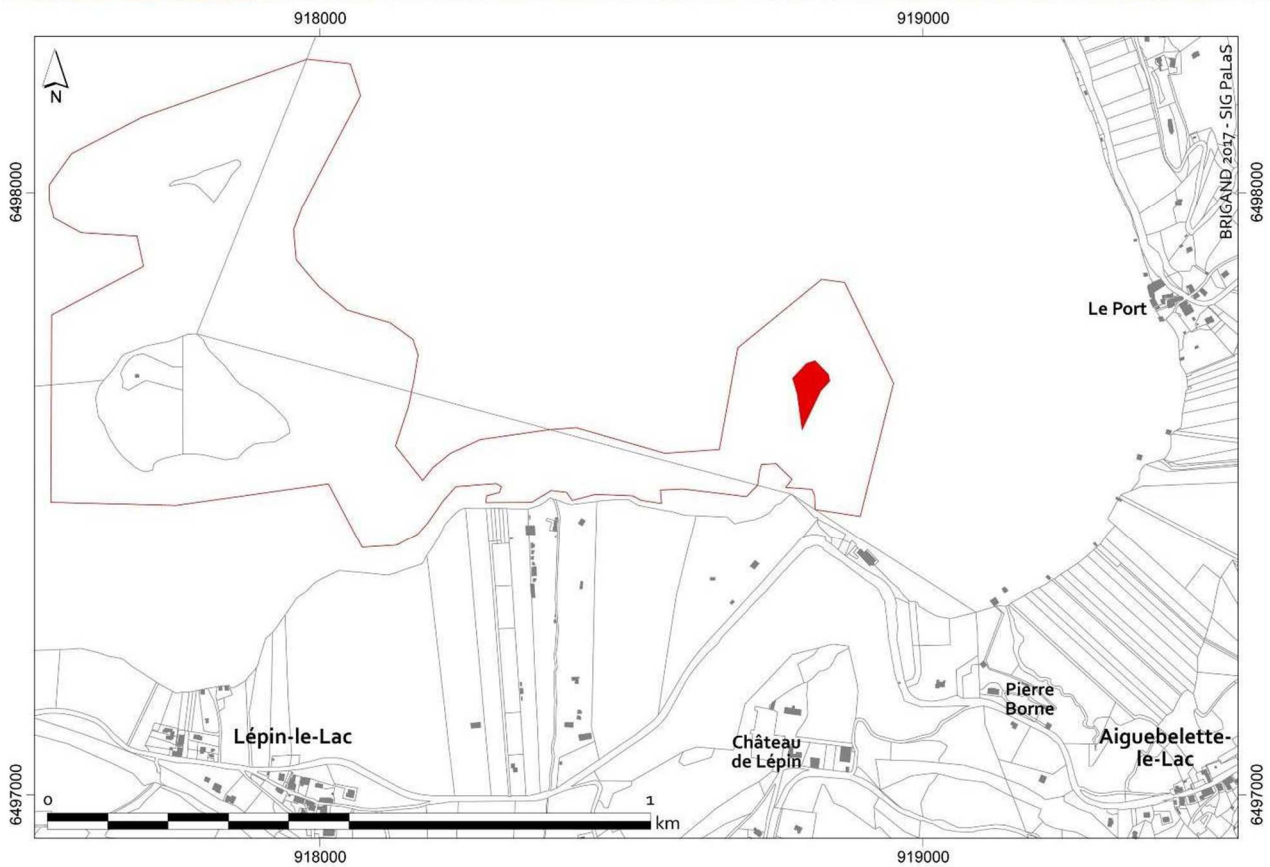 918000
919000
N
BRIGAND 2017 - SIG PaLaS
6498000
6498000
Le Port
Pierre
Borne
Lépin-le-Lac
Château
de Lépin
Aiguebelette-
le-Lac
6497000
6497000
0
1
km
918000
919000